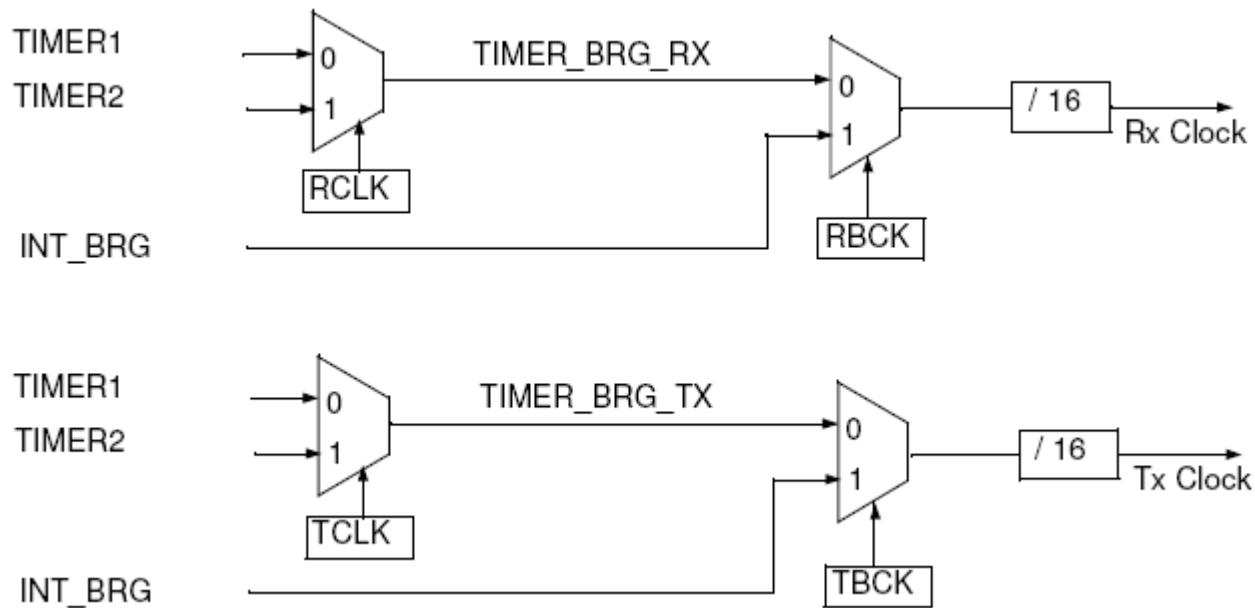 TIMER1
TIMER2
0
1
TIMER_BRG_RX
0
1
/ 16
Rx Clock
RCLK
RBCK
INT_BRG
TIMER1
TIMER2
0
1
TIMER_BRG_TX
0
1
/ 16
Tx Clock
TCLK
TBCK
INT_BRG